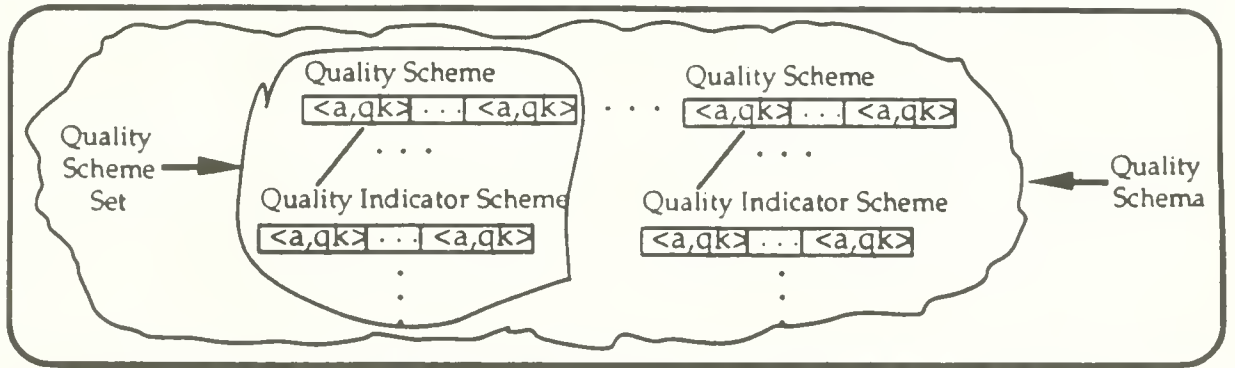 Quality Scheme
<a,qk> ... <a,qk>
. . .
Quality Scheme
<a,qk> ... <a,qk>
. . .
. . .
Quality
Scheme
Set
Quality
Schema
Quality Indicator Scheme
<a,qk> ... <a,qk>
Quality Indicator Scheme
<a,qk> ... <a,qk>